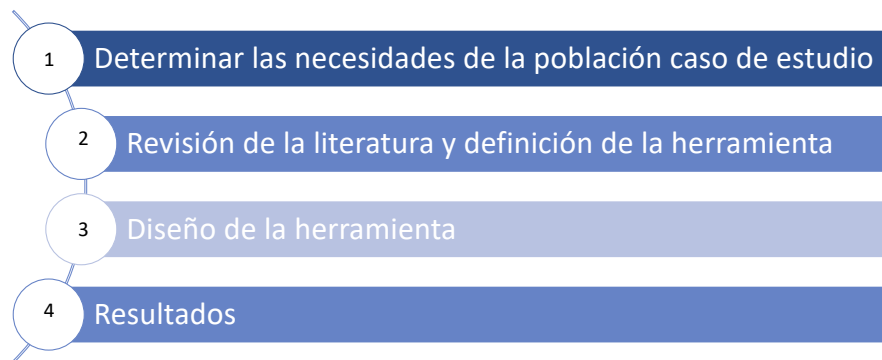 1 Determinar las necesidades de la población caso de estudio
2 Revisión de la literatura y definición de la herramienta
3 Diseño de la herramienta
4 Resultados